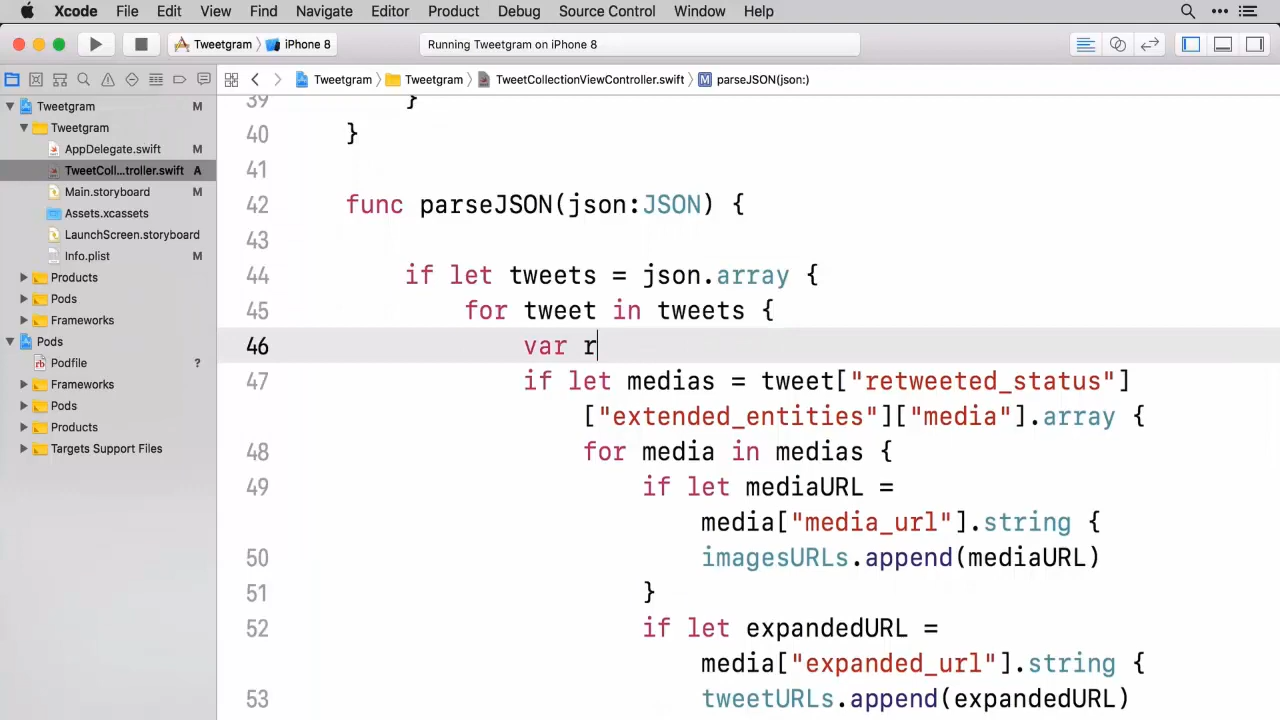 Xcode File Edit View Find Navigate Editor Product Debug Source Control Window Help
Tweetgram iPhone 8 Running Tweetgram on iPhone 8
Tweetgram Tweetgram TweetCollectionViewController.swift M parseJSON(json:)
Tweetgram M
Tweetgram
AppDelegate.swift M
TweetColl...troller.swift A
Main.storyboard M
Assets.xcassets
LaunchScreen.storyboard
Info.plist M
Products
Pods
Frameworks
Pods
Podfile ?
Frameworks
Pods
Products
Targets Support Files
39 }
40 }
41
42 func parseJSON(json:JSON) {
43
44 if let tweets = json.array {
45 for tweet in tweets {
46 var r
47 if let medias = tweet["retweeted_status"]
["extended_entities"]["media"].array {
48 for media in medias {
49 if let mediaURL =
media["media_url"].string {
50 imagesURLs.append(mediaURL)
51 }
52 if let expandedURL =
media["expanded_url"].string {
53 tweetURLs.append(expandedURL)